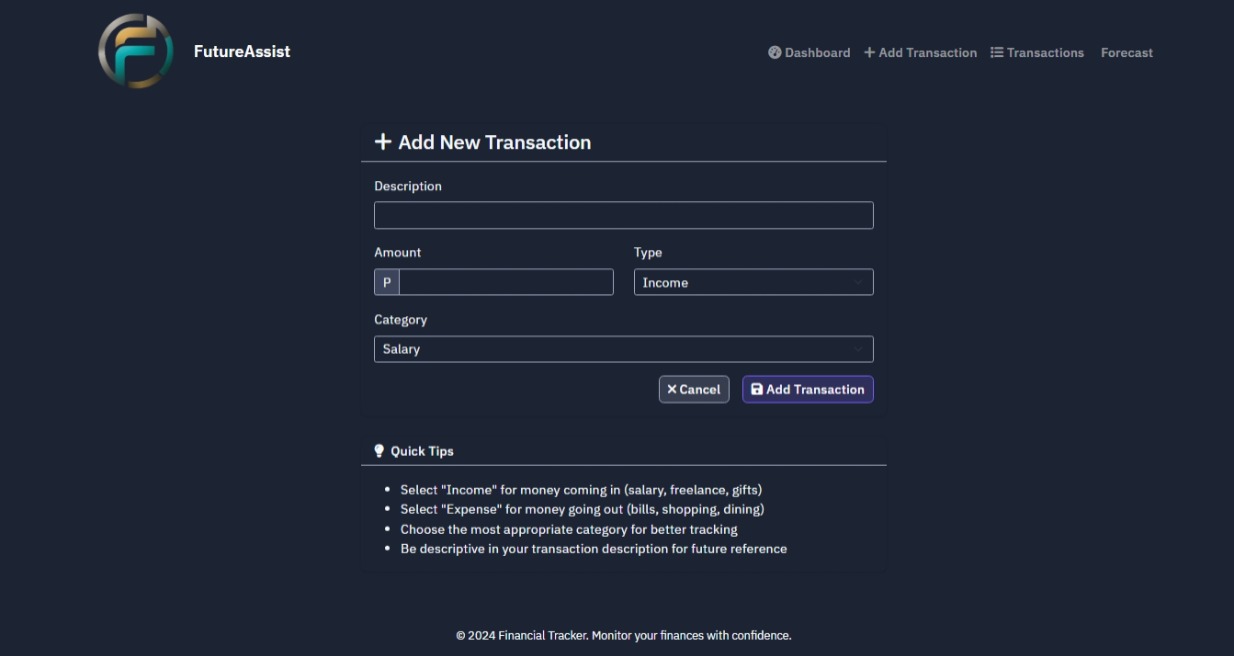 FutureAssist
Dashboard Add Transaction Transactions Forecast
Add New Transaction
Description
Amount Type
P Income
Category
Salary
Cancel Add Transaction
Quick Tips
• Select "Income" for money coming in (salary, freelance, gifts)
• Select "Expense" for money going out (bills, shopping, dining)
• Choose the most appropriate category for better tracking
• Be descriptive in your transaction description for future reference
© 2024 Financial Tracker. Monitor your finances with confidence.